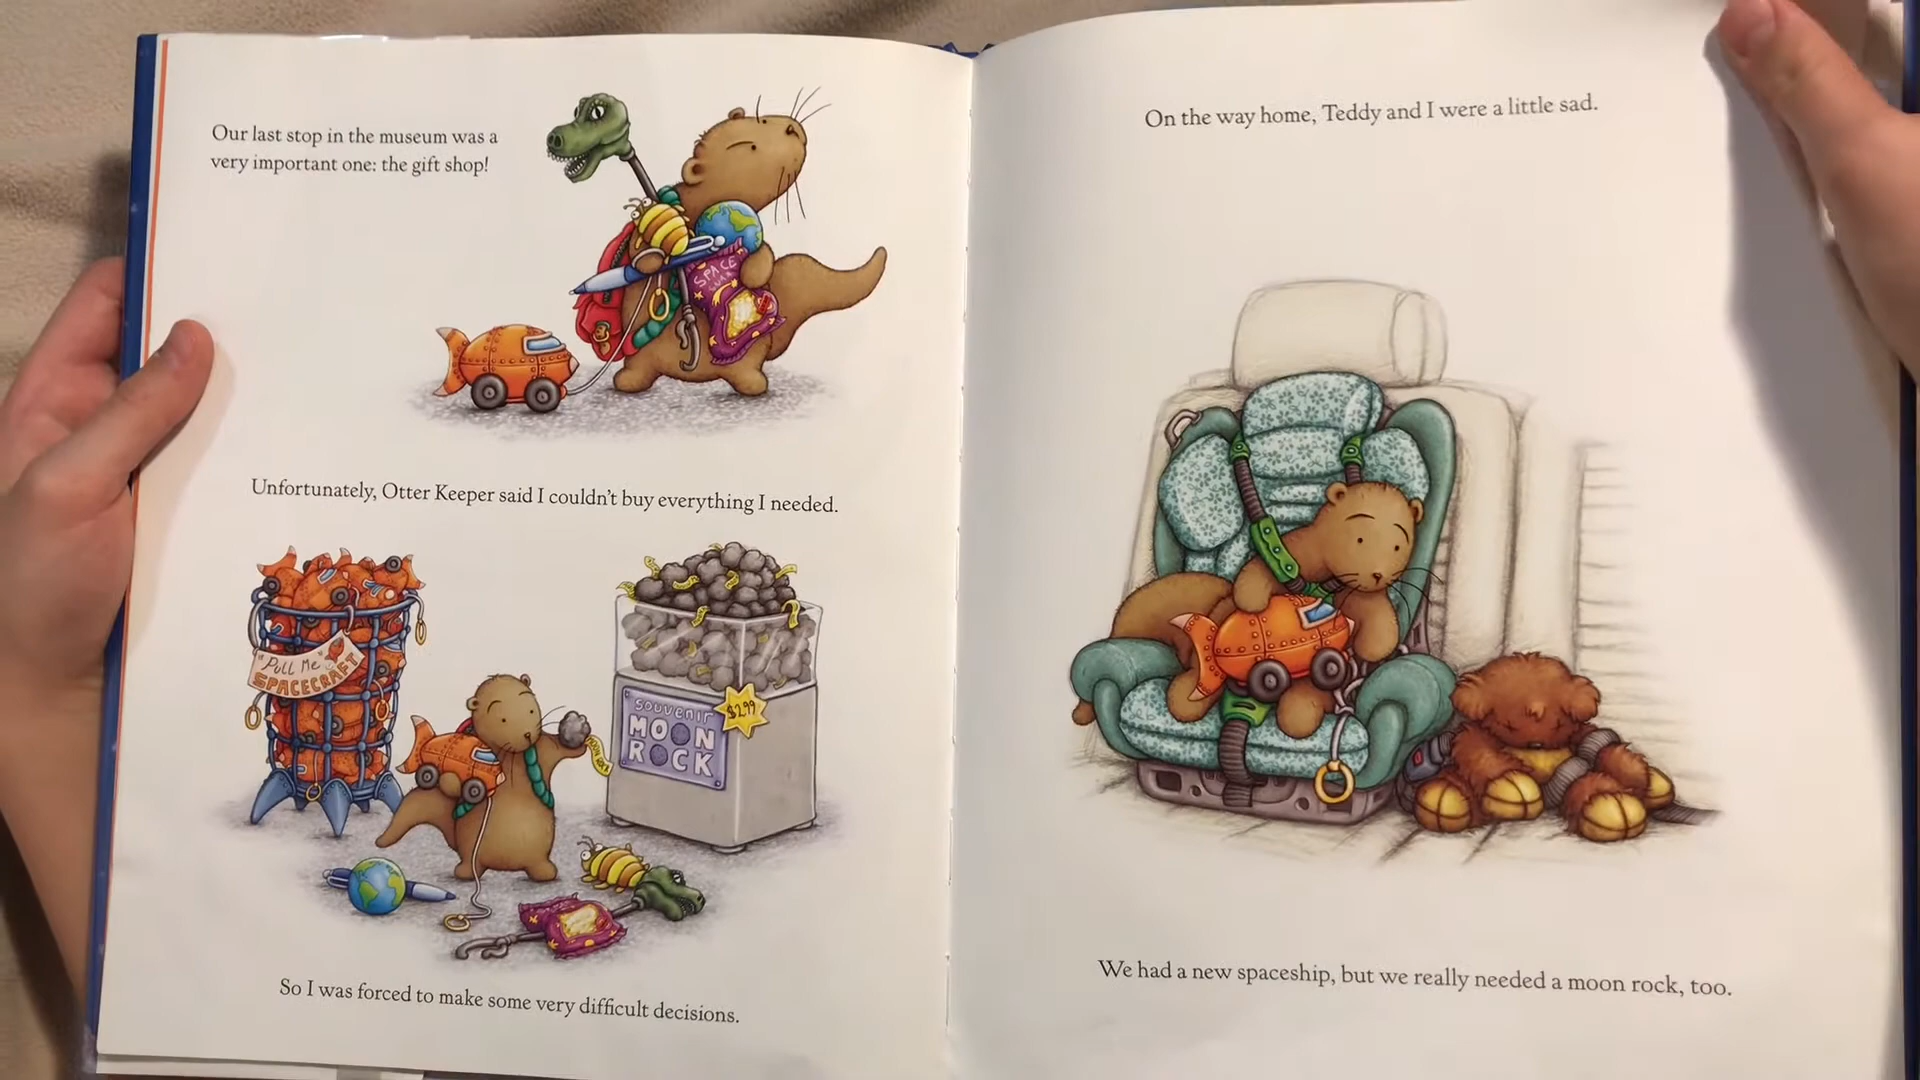 Our last stop in the museum was a
very important one: the gift shop!
SPACE
Unfortunately, Otter Keeper said I couldn't buy everything I needed.
"Pull Me"
SPACECRAFT
souvenir
MOON
ROCK
$2.99
MOON ROCK
So I was forced to make some very difficult decisions.
On the way home, Teddy and I were a little sad.
We had a new spaceship, but we really needed a moon rock, too.